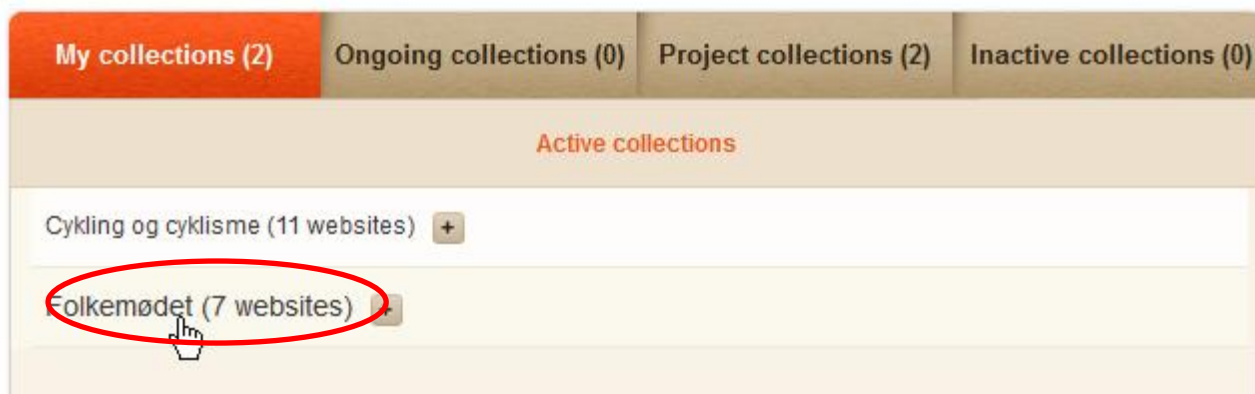 My collections (2) Ongoing collections (0) Project collections (2) Inactive collections (0)
Active collections
Cykling og cyklisme (11 websites) +
Folkemødet (7 websites) +